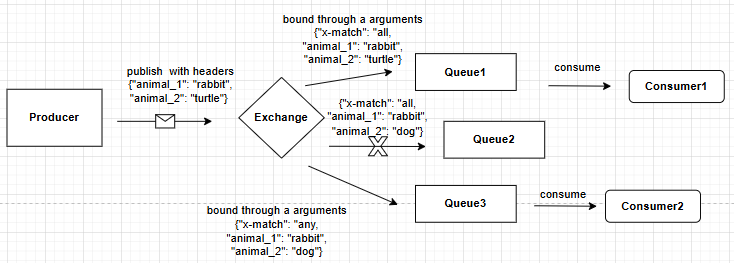 bound through a arguments
{"x-match": "all,
"animal_1": "rabbit",
"animal_2": "turtle"}
publish with headers
{"animal_1": "rabbit",
"animal_2": "turtle"}
Producer
Exchange
Queue1
consume
Consumer1
{"x-match": "all,
"animal_1": "rabbit",
"animal_2": "dog"}
Queue2
Queue3
consume
Consumer2
bound through a arguments
{"x-match": "any,
"animal_1": "rabbit",
"animal_2": "dog"}